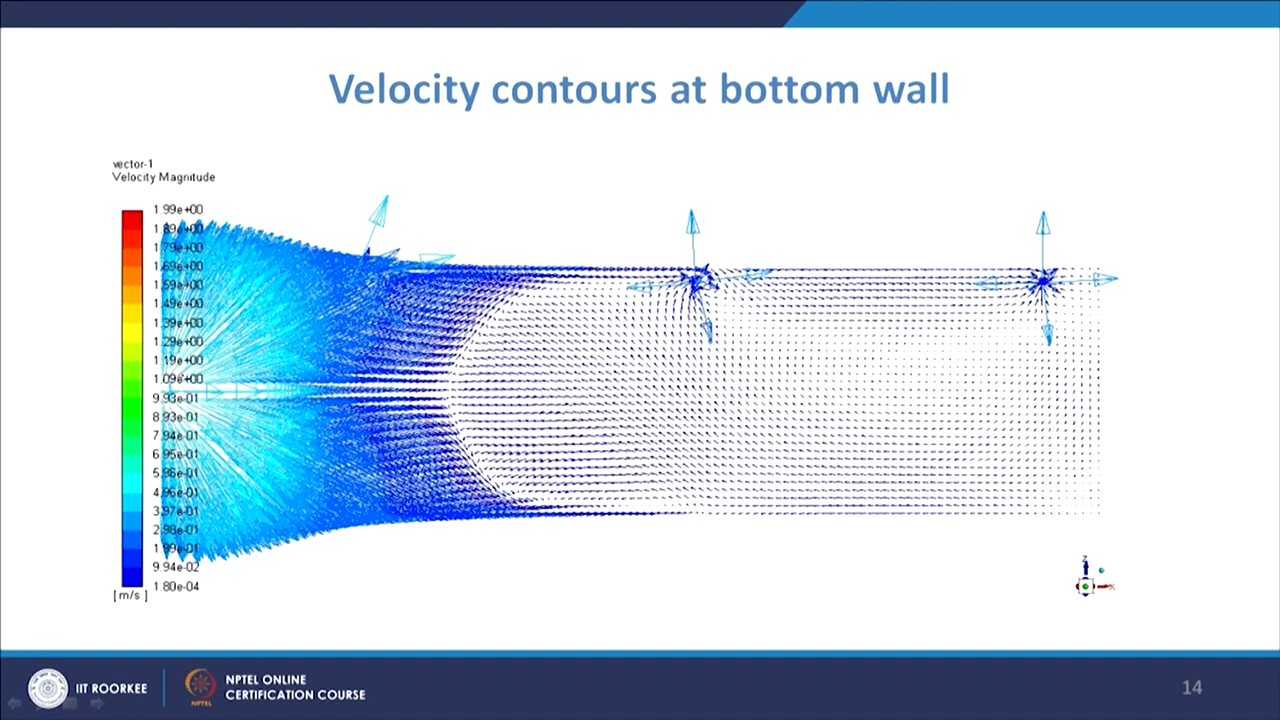 Velocity contours at bottom wall
vector-1
Velocity Magnitude
1.99e+00
1.89e+00
1.79e+00
1.69e+00
1.59e+00
1.49e+00
1.39e+00
1.29e+00
1.19e+00
1.09e+00
9.93e-01
8.93e-01
7.94e-01
6.95e-01
5.96e-01
4.96e-01
3.97e-01
2.98e-01
1.99e-01
9.94e-02
1.80e-04
[ m/s ]
Z
X
IIT ROORKEE
NPTEL
NPTEL ONLINE
CERTIFICATION COURSE
14